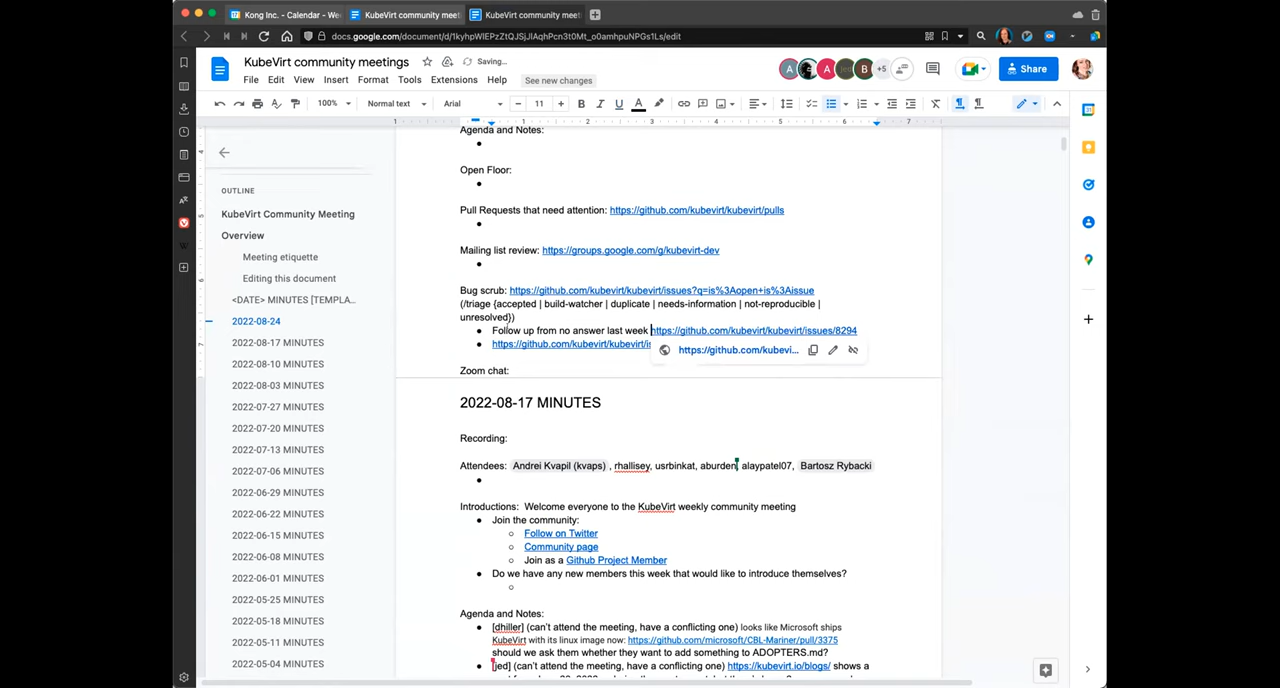 Kong Inc. - Calendar - We
KubeVirt community meet
KubeVirt community meet
docs.google.com/document/d/1kyhpWIEPzZtQJSjJlAqhPcn3t0Mt_o0amhpuNPGs1Ls/edit
KubeVirt community meetings
Saving...
File Edit View Insert Format Tools Extensions Help See new changes
A A B +5
Share
100% Normal text Arial 11
1 1 2 3 4 5 6 7
OUTLINE
KubeVirt Community Meeting
Overview
Meeting etiquette
Editing this document
<DATE> MINUTES [TEMPLA...
2022-08-24
2022-08-17 MINUTES
2022-08-10 MINUTES
2022-08-03 MINUTES
2022-07-27 MINUTES
2022-07-20 MINUTES
2022-07-13 MINUTES
2022-07-06 MINUTES
2022-06-29 MINUTES
2022-06-22 MINUTES
2022-06-15 MINUTES
2022-06-08 MINUTES
2022-06-01 MINUTES
2022-05-25 MINUTES
2022-05-18 MINUTES
2022-05-11 MINUTES
2022-05-04 MINUTES
Agenda and Notes:
Open Floor:
Pull Requests that need attention: https://github.com/kubevirt/kubevirt/pulls
Mailing list review: https://groups.google.com/g/kubevirt-dev
Bug scrub: https://github.com/kubevirt/kubevirt/issues?q=is%3Aopen+is%3Aissue
(/triage {accepted | build-watcher | duplicate | needs-information | not-reproducible |
unresolved})
Follow up from no answer last week https://github.com/kubevirt/kubevirt/issues/8294
https://github.com/kubevirt/kubevirt/is
https://github.com/kubevi...
Zoom chat:
2022-08-17 MINUTES
Recording:
Attendees: Andrei Kvapil (kvaps) , rhallisey, usrbinkat, aburden, alaypatel07, Bartosz Rybacki
Introductions: Welcome everyone to the KubeVirt weekly community meeting
Join the community:
Follow on Twitter
Community page
Join as a Github Project Member
Do we have any new members this week that would like to introduce themselves?
Agenda and Notes:
[dhiller] (can't attend the meeting, have a conflicting one) looks like Microsoft ships
KubeVirt with its linux image now: https://github.com/microsoft/CBL-Mariner/pull/3375
should we ask them whether they want to add something to ADOPTERS.md?
[jed] (can't attend the meeting, have a conflicting one) https://kubevirt.io/blogs/ shows a